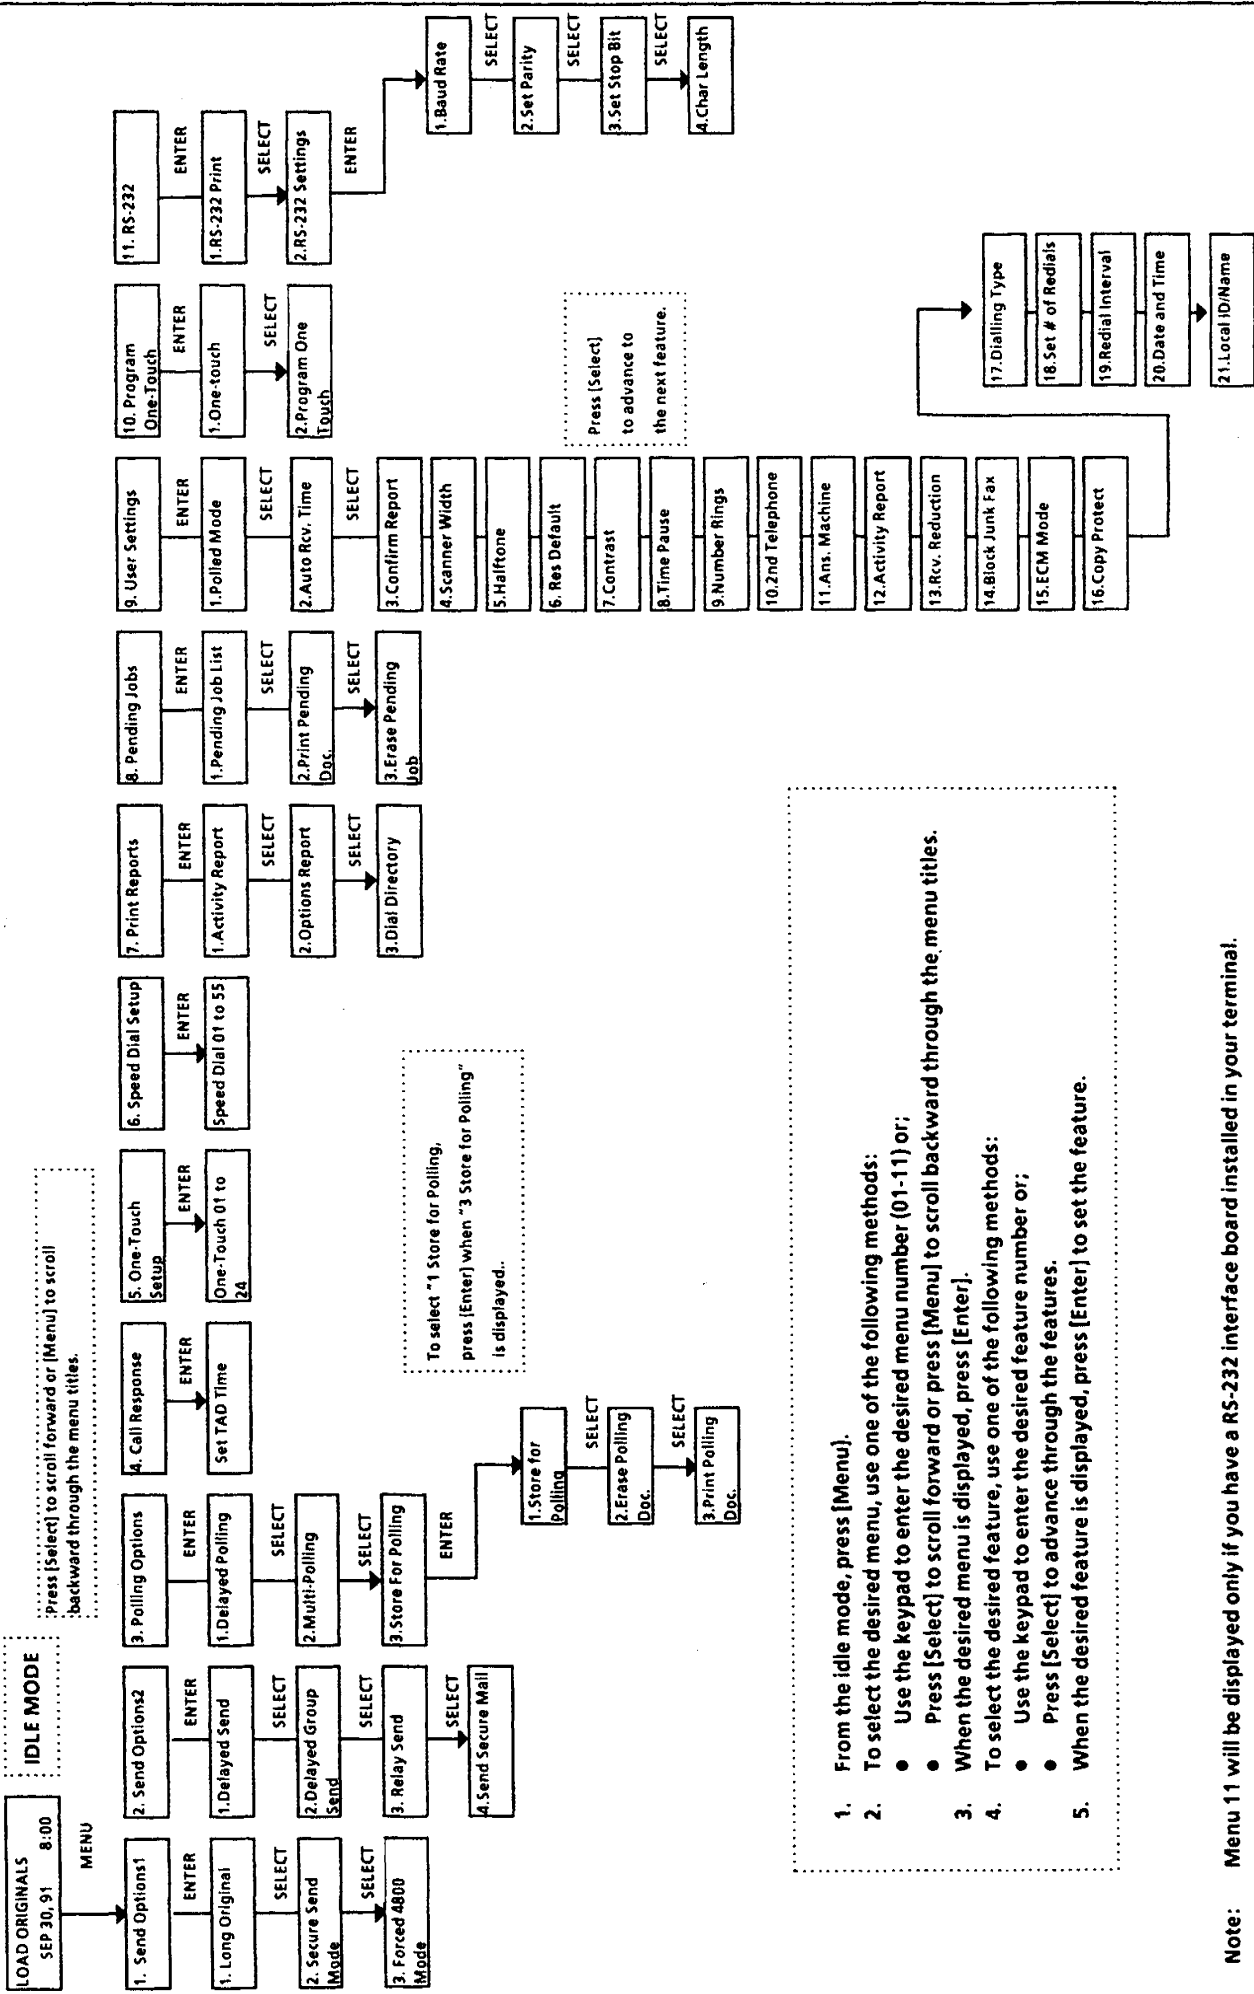 LOAD ORIGINALS
SEP 30, 91 8:00
IDLE MODE
MENU
Press [Select] to scroll forward or [Menu] to scroll
backward through the menu titles.
1. Send Options1
ENTER
1. Long Original
SELECT
2. Secure Send
Mode
SELECT
3. Forced 4800
Mode
2. Send Options2
ENTER
1.Delayed Send
SELECT
2.Delayed Group
Send
SELECT
3. Relay Send
SELECT
4.Send Secure Mail
3. Polling Options
ENTER
1.Delayed Polling
SELECT
2.Multi-Polling
SELECT
3.Store For Polling
ENTER
1.Store for
Polling
SELECT
2.Erase Polling
Doc.
SELECT
3.Print Polling
Doc.
4. Call Response
ENTER
Set TAD Time
To select "1 Store for Polling,
press [Enter] when "3 Store for Polling"
is displayed..
5. One-Touch
Setup
ENTER
One-Touch 01 to
24
6. Speed Dial Setup
ENTER
Speed Dial 01 to 55
7. Print Reports
ENTER
1.Activity Report
SELECT
2.Options Report
SELECT
3.Dial Directory
8. Pending Jobs
ENTER
1.Pending Job List
SELECT
2.Print Pending
Doc.
SELECT
3.Erase Pending
Job
9. User Settings
ENTER
1.Polled Mode
SELECT
2.Auto Rcv. Time
SELECT
3.Confirm Report
4.Scanner Width
5.Halftone
6. Res Default
7.Contrast
8.Time Pause
9.Number Rings
10.2nd Telephone
11.Ans. Machine
12.Activity Report
13.Rcv. Reduction
14.Block Junk Fax
15.ECM Mode
16.Copy Protect
17.Dialling Type
18.Set # of Redials
19.Redial Interval
20.Date and Time
21.Local ID/Name
Press [Select]
to advance to
the next feature.
10. Program
One-Touch
ENTER
1.One-touch
SELECT
2.Program One
Touch
11. RS-232
ENTER
1.RS-232 Print
SELECT
2.RS-232 Settings
ENTER
1.Baud Rate
SELECT
2.Set Parity
SELECT
3.Set Stop Bit
SELECT
4.Char Length
1. From the idle mode, press [Menu].
2. To select the desired menu, use one of the following methods:
● Use the keypad to enter the desired menu number (01-11) or;
● Press [Select] to scroll forward or press [Menu] to scroll backward through the menu titles.
3. When the desired menu is displayed, press [Enter].
4. To select the desired feature, use one of the following methods:
● Use the keypad to enter the desired feature number or;
● Press [Select] to advance through the features.
5. When the desired feature is displayed, press [Enter] to set the feature.
Note: Menu 11 will be displayed only if you have a RS-232 interface board installed in your terminal.